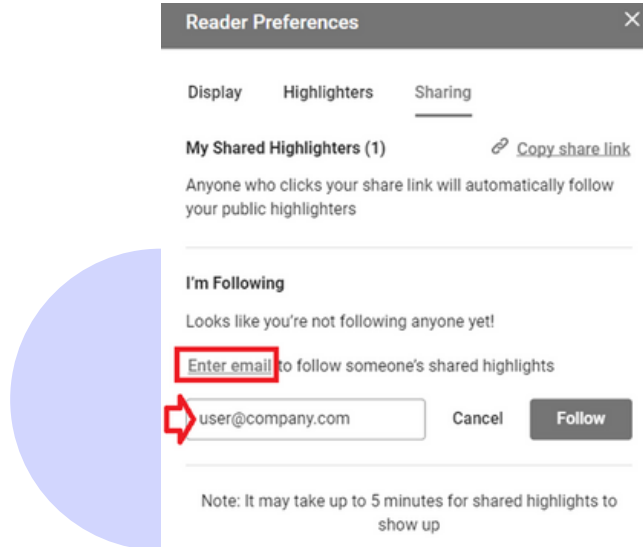 Reader Preferences
Display Highlighters Sharing
My Shared Highlighters (1) Copy share link
Anyone who clicks your share link will automatically follow
your public highlighters
I'm Following
Looks like you're not following anyone yet!
Enter email to follow someone's shared highlights
user@company.com Cancel Follow
Note: It may take up to 5 minutes for shared highlights to
show up